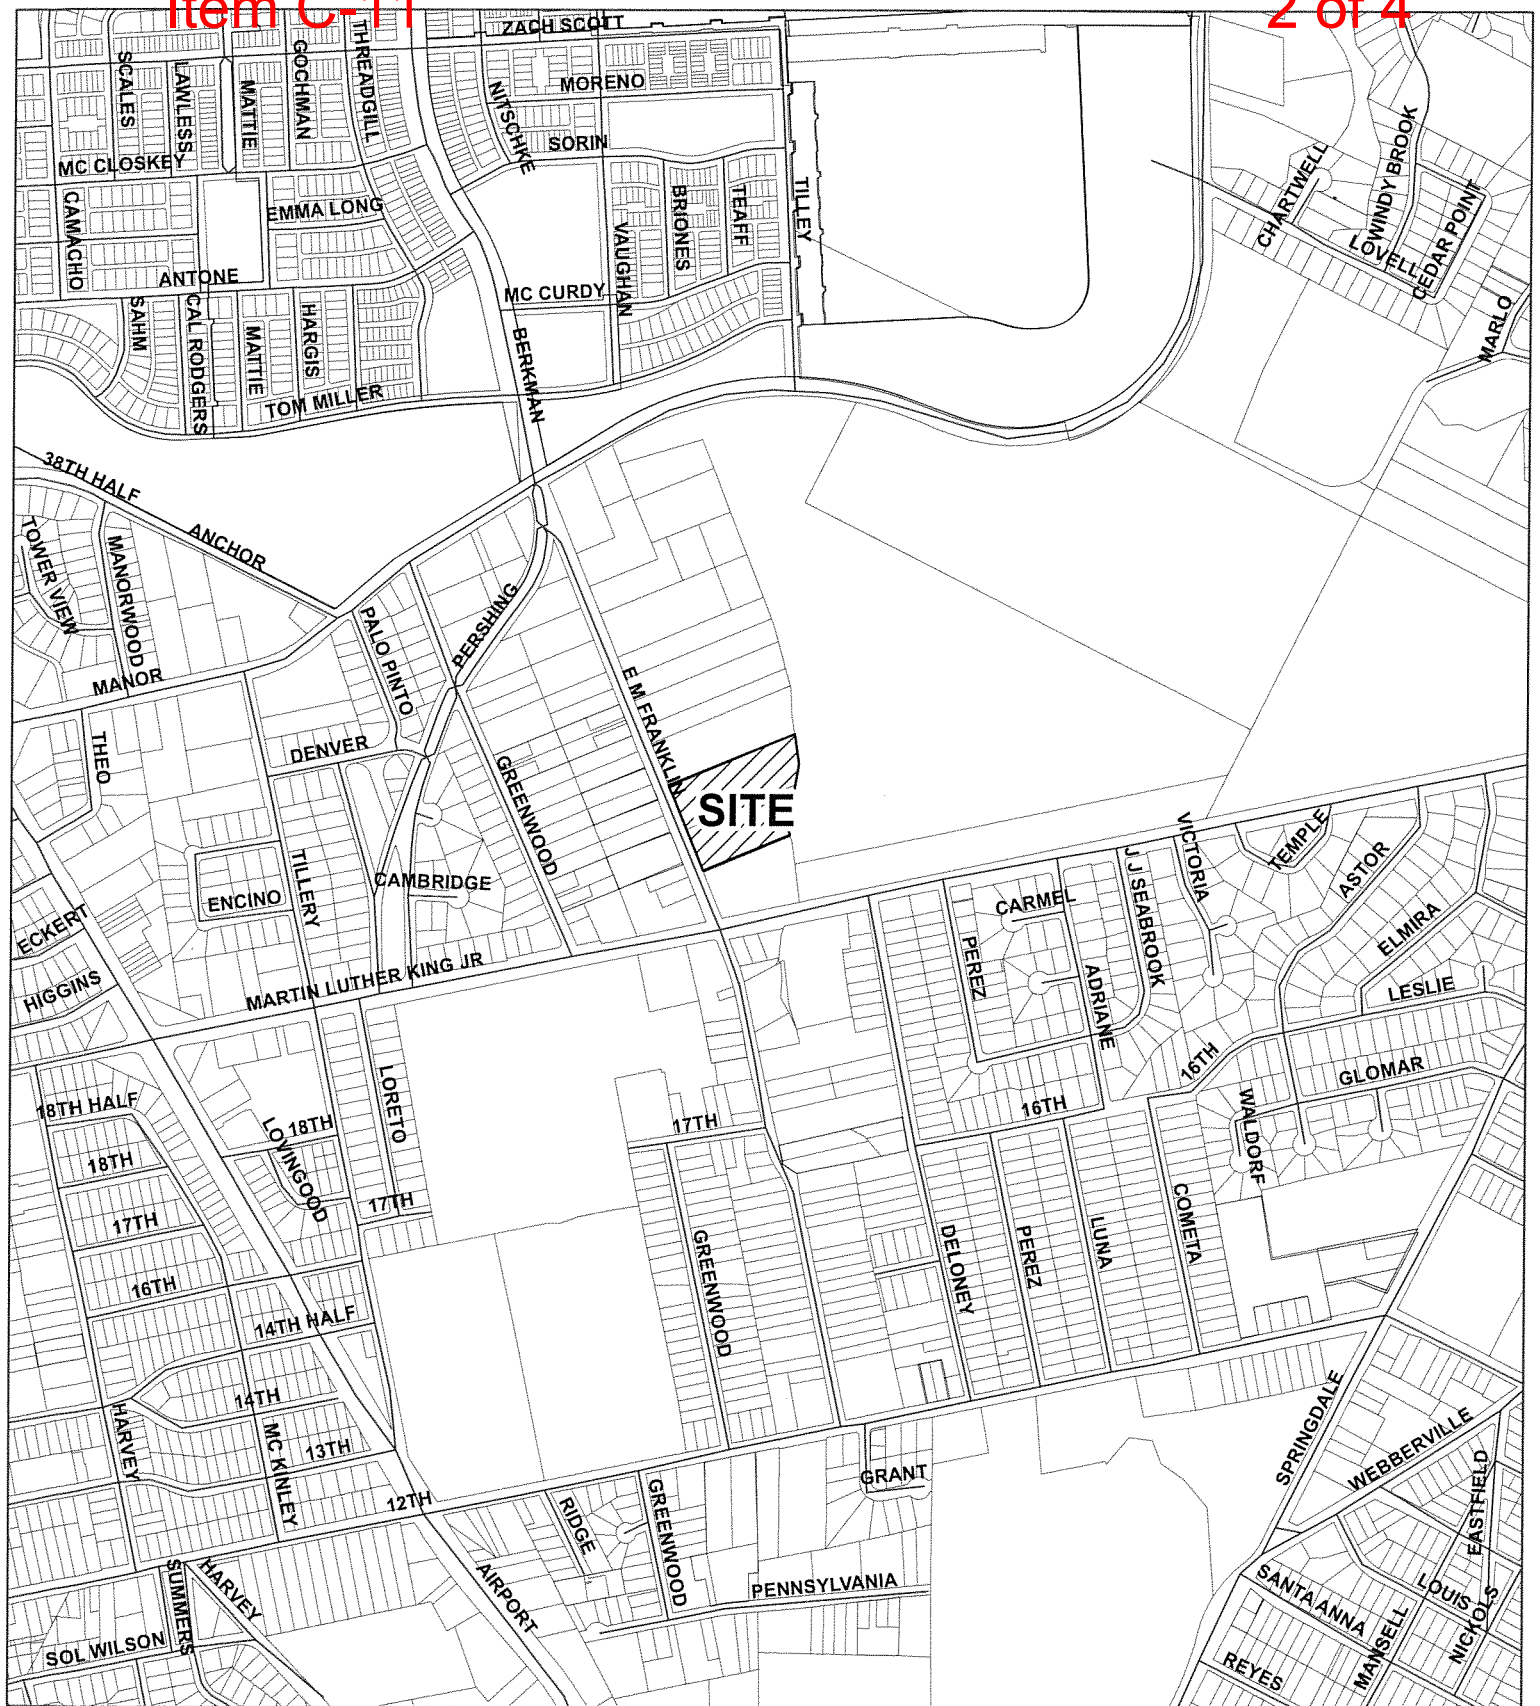 Item C-11
2 of 4
ZACH SCOTT
SCALES
LAWLESS
MATTIE
GOCHMAN
THREADGILL
NITSCHKE
MORENO
SORIN
MC CLOSKEY
CAMACHO
EMMA LONG
ANTONE
VAUGHAN
BRIONES
TEAFF
TILLEY
CHARTWELL
LOWINDY BROOK
LOVELL
CEDAR POINT
MARLO
SAHM
CAL RODGERS
MATTIE
HARGIS
MC CURDY
BERKMAN
TOM MILLER
38TH HALF
ANCHOR
TOWER VIEW
MANORWOOD
MANOR
PALO PINTO
PERSHING
THEO
DENVER
E M FRANKLIN
GREENWOOD
SITE
TILLERY
ENCINO
CAMBRIDGE
ECKERT
HIGGINS
MARTIN LUTHER KING JR
VICTORIA
TEMPLE
ASTOR
ELMIRA
LESLIE
J J SEABROOK
CARMEL
PEREZ
ADRIANE
16TH
GLOMAR
WALDORF
16TH
18TH HALF
18TH
LOVINGOOD
LORETO
17TH
18TH
17TH
17TH
16TH
14TH HALF
GREENWOOD
DELONEY
PEREZ
LUNA
COMETA
14TH
HARVEY
MC KINLEY
13TH
12TH
SPRINGDALE
WEBBERVILLE
EASTFIELD
GRANT
RIDGE
GREENWOOD
PENNSYLVANIA
AIRPORT
SUMMERS
HARVEY
SOL WILSON
SANTA ANNA
LOUIS
NICKOLS
MANSELL
REYES